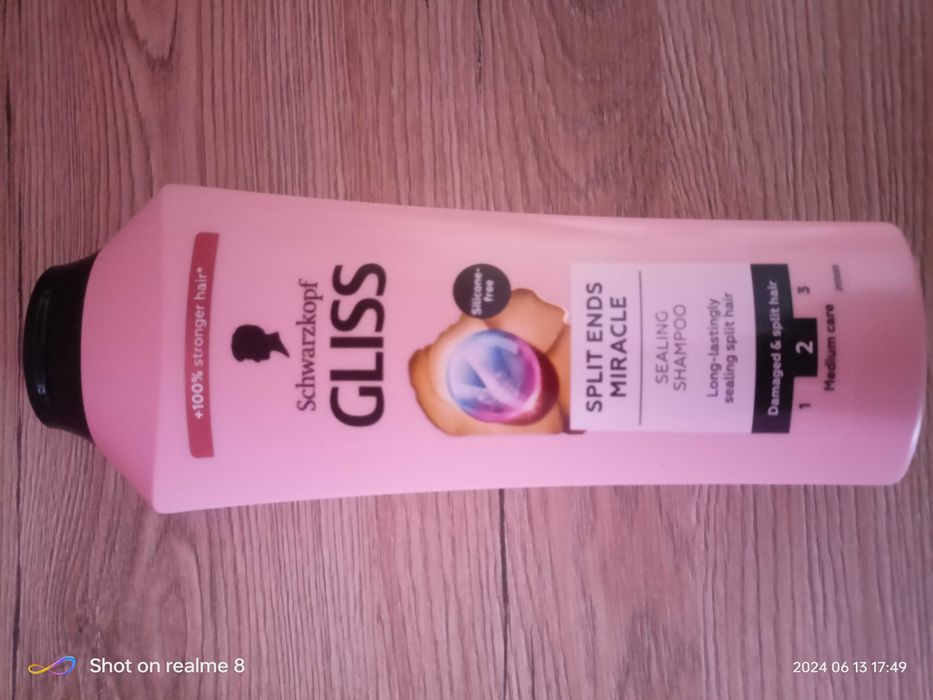 +100% stronger hair*
Schwarzkopf
GLISS
Silicone-
free
SPLIT ENDS
MIRACLE
SEALING
SHAMPOO
Long-lastingly
sealing split hair
Damaged & split hair
1 2 3
Medium care
Shot on realme 8
2024 06 13 17:49